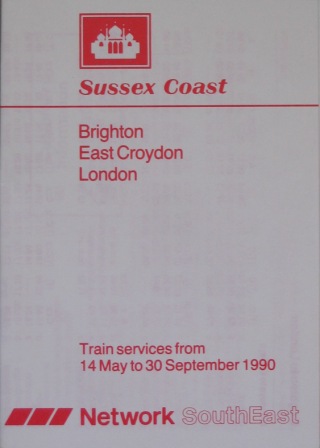 Sussex Coast
Brighton
East Croydon
London
Train services from
14 May to 30 September 1990
Network SouthEast